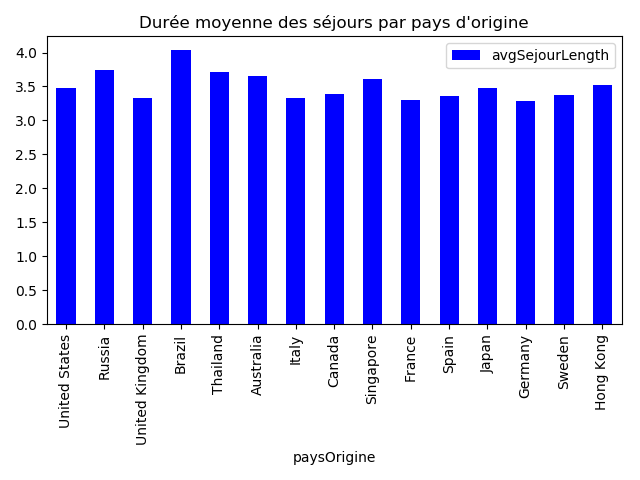 Durée moyenne des séjours par pays d'origine
avgSejourLength
4.0
3.5
3.0
2.5
2.0
1.5
1.0
0.5
0.0
United States
Russia
United Kingdom
Brazil
Thailand
Australia
Italy
Canada
Singapore
France
Spain
Japan
Germany
Sweden
Hong Kong
paysOrigine